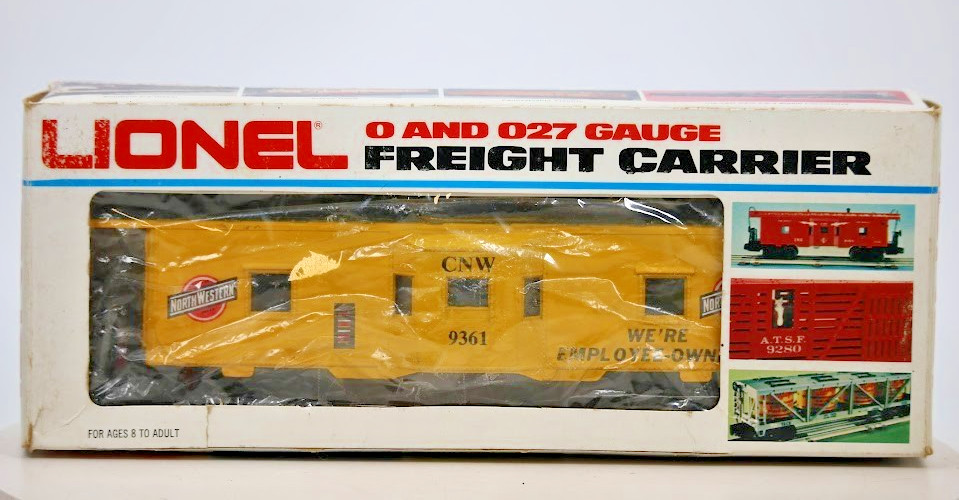 LIONEL®
O AND 027 GAUGE
FREIGHT CARRIER
CNW
NORTH WESTERN
9361
WE'RE
EMPLOYEE-OWN
A.T.S.F.
9280
FOR AGES 8 TO ADULT